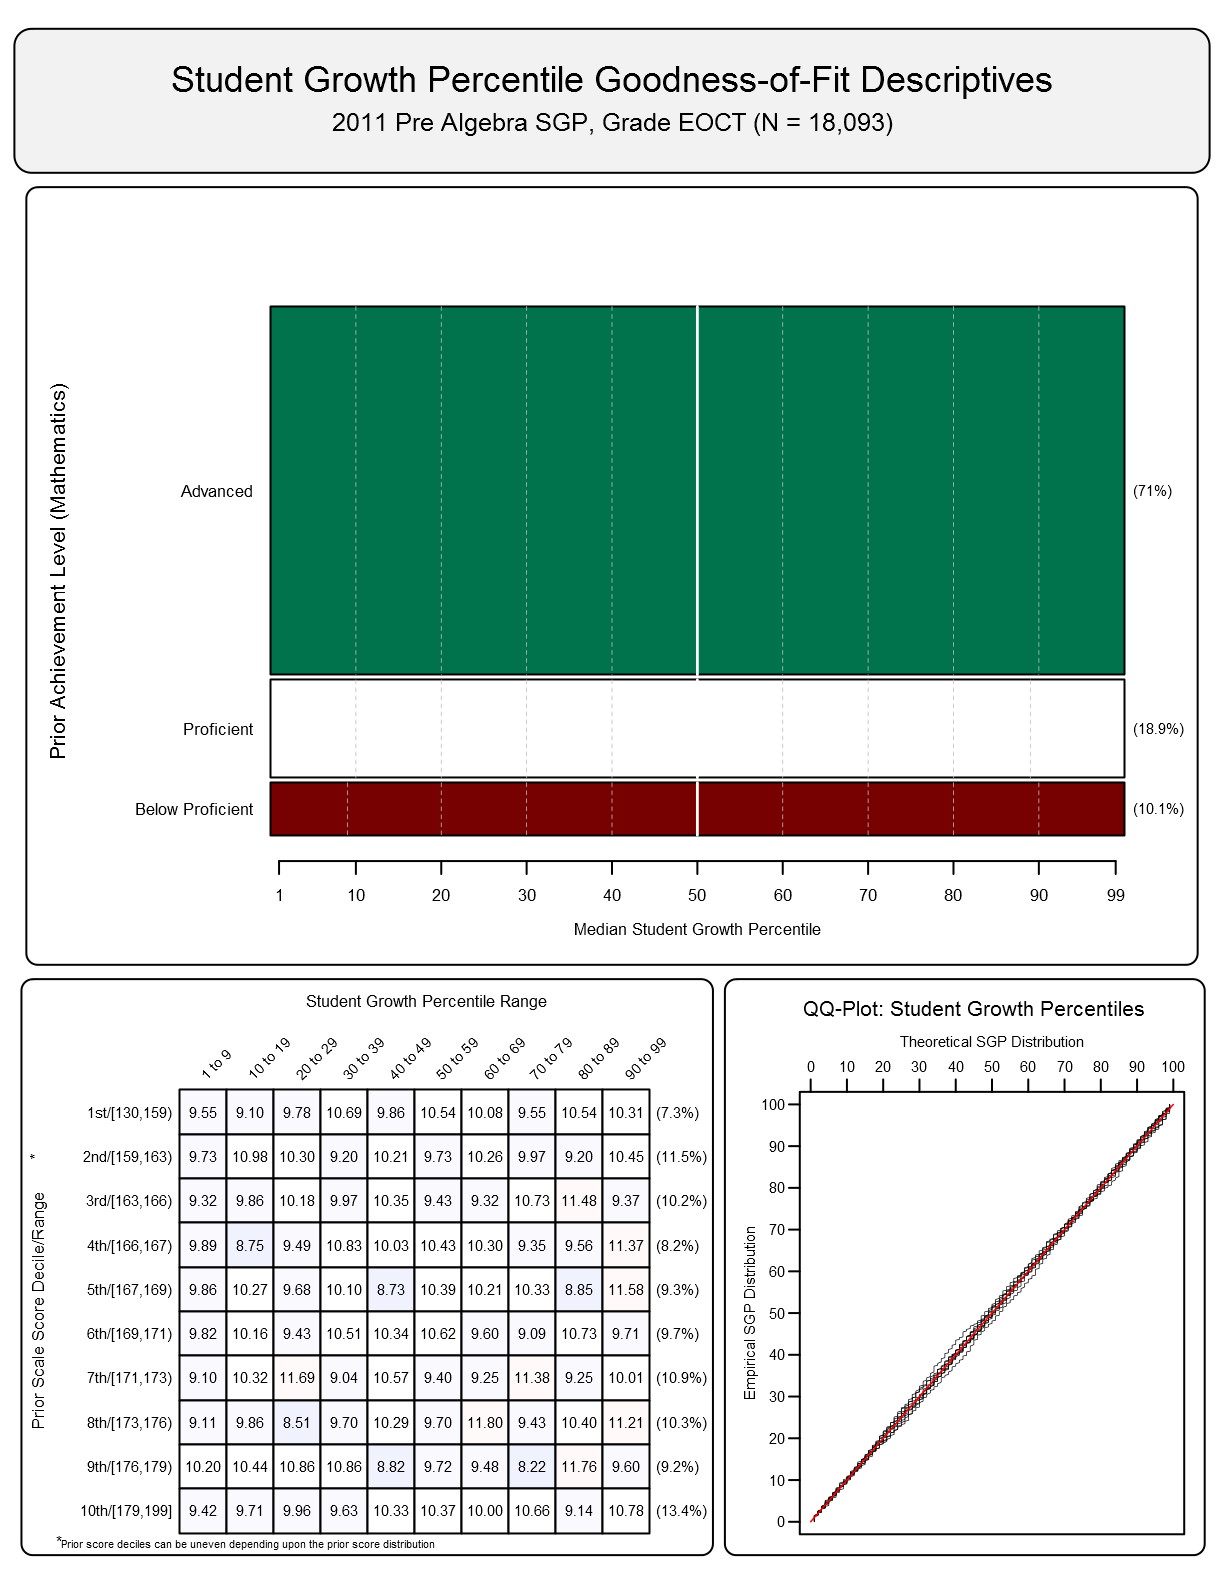 Student Growth Percentile Goodness-of-Fit Descriptives
2011 Pre Algebra SGP, Grade EOCT (N = 18,093)
Prior Achievement Level (Mathematics)
Advanced (71%)
Proficient (18.9%)
Below Proficient (10.1%)
1 10 20 30 40 50 60 70 80 90 99
Median Student Growth Percentile
Student Growth Percentile Range
1 to 9 10 to 19 20 to 29 30 to 39 40 to 49 50 to 59 60 to 69 70 to 79 80 to 89 90 to 99
Prior Scale Score Decile/Range *
1st/[130,159) 9.55 9.10 9.78 10.69 9.86 10.54 10.08 9.55 10.54 10.31 (7.3%)
2nd/[159,163) 9.73 10.98 10.30 9.20 10.21 9.73 10.26 9.97 9.20 10.45 (11.5%)
3rd/[163,166) 9.32 9.86 10.18 9.97 10.35 9.43 9.32 10.73 11.48 9.37 (10.2%)
4th/[166,167) 9.89 8.75 9.49 10.83 10.03 10.43 10.30 9.35 9.56 11.37 (8.2%)
5th/[167,169) 9.86 10.27 9.68 10.10 8.73 10.39 10.21 10.33 8.85 11.58 (9.3%)
6th/[169,171) 9.82 10.16 9.43 10.51 10.34 10.62 9.60 9.09 10.73 9.71 (9.7%)
7th/[171,173) 9.10 10.32 11.69 9.04 10.57 9.40 9.25 11.38 9.25 10.01 (10.9%)
8th/[173,176) 9.11 9.86 8.51 9.70 10.29 9.70 11.80 9.43 10.40 11.21 (10.3%)
9th/[176,179) 10.20 10.44 10.86 10.86 8.82 9.72 9.48 8.22 11.76 9.60 (9.2%)
10th/[179,199] 9.42 9.71 9.96 9.63 10.33 10.37 10.00 10.66 9.14 10.78 (13.4%)
*Prior score deciles can be uneven depending upon the prior score distribution
QQ-Plot: Student Growth Percentiles
Theoretical SGP Distribution
0 10 20 30 40 50 60 70 80 90 100
Empirical SGP Distribution
100
90
80
70
60
50
40
30
20
10
0